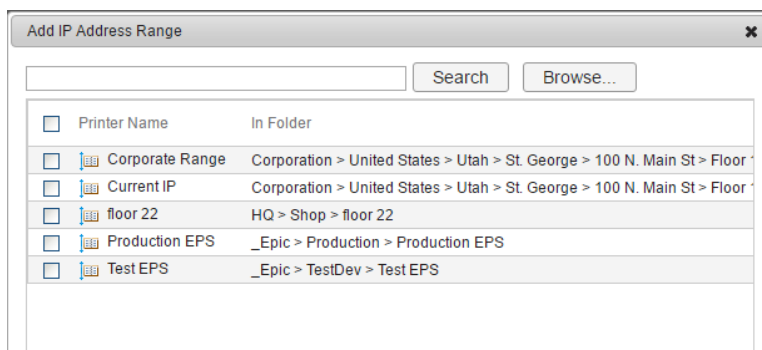 Add IP Address Range
Search Browse...
Printer Name In Folder
Corporate Range Corporation > United States > Utah > St. George > 100 N. Main St > Floor
Current IP Corporation > United States > Utah > St. George > 100 N. Main St > Floor
floor 22 HQ > Shop > floor 22
Production EPS _Epic > Production > Production EPS
Test EPS _Epic > TestDev > Test EPS